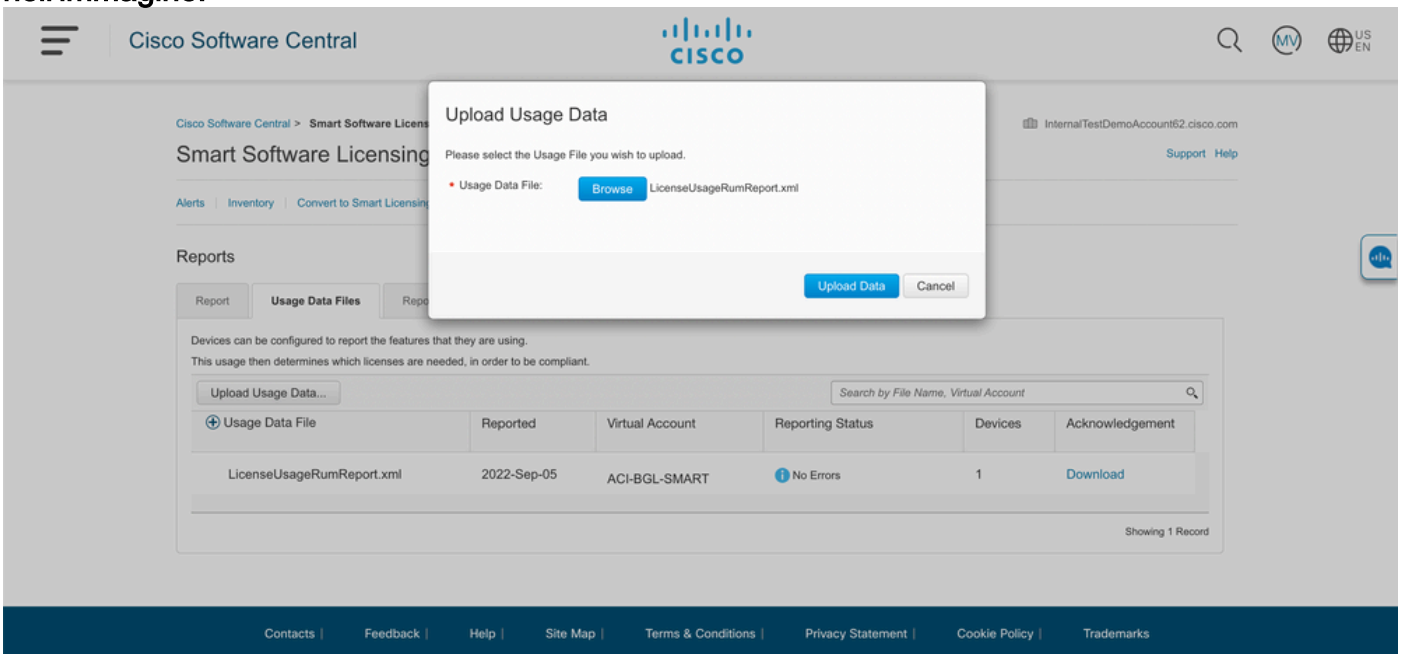 Cisco Software Central
CISCO
MV
US
EN
Upload Usage Data
Please select the Usage File you wish to upload.
* Usage Data File:
Browse
LicenseUsageRumReport.xml
Upload Data
Cancel
Cisco Software Central > Smart Software Licens
InternalTestDemoAccount62.cisco.com
Smart Software Licensing
Support Help
Alerts | Inventory | Convert to Smart Licensing
Reports
Report
Usage Data Files
Repo
Devices can be configured to report the features that they are using.
This usage then determines which licenses are needed, in order to be compliant.
Upload Usage Data...
Search by File Name, Virtual Account
Usage Data File
Reported
Virtual Account
Reporting Status
Devices
Acknowledgement
LicenseUsageRumReport.xml
2022-Sep-05
ACI-BGL-SMART
No Errors
1
Download
Showing 1 Record
Contacts | Feedback | Help | Site Map | Terms & Conditions | Privacy Statement | Cookie Policy | Trademarks